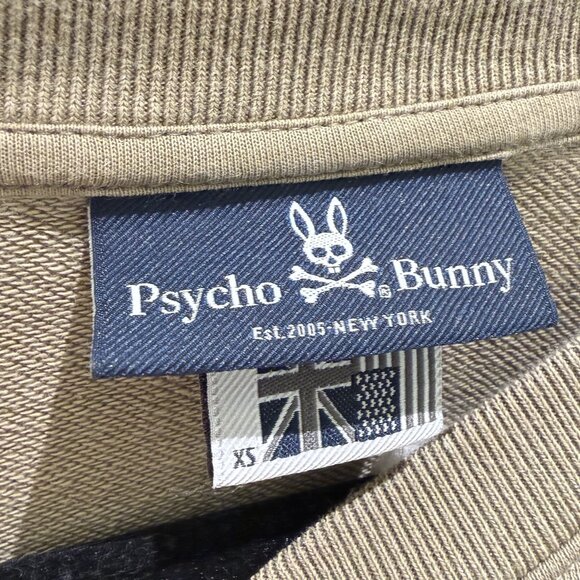 Psycho Bunny
Est. 2005-NEW YORK
XS